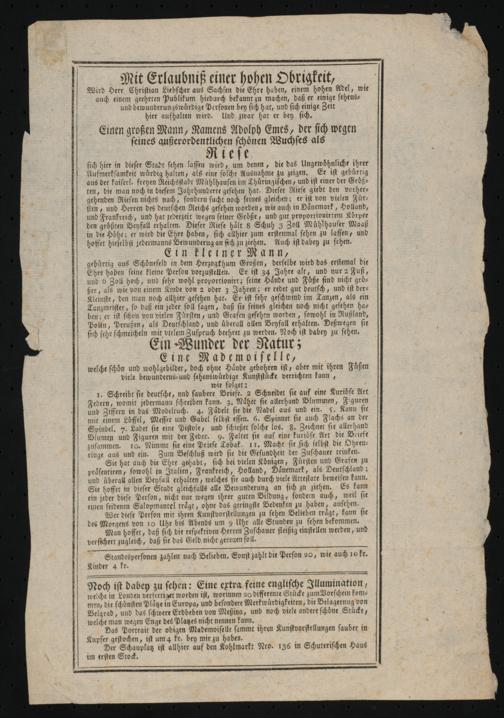 Mit Erlaubniß einer hohen Obrigkeit,
Wird Herr Christian Liebscher aus Sachsen die Ehre haben, einem hohen Adel, wie
auch einem geehrten Publikum hiedurch bekannt zu machen, daß er einige sehens-
und bewunderungswürdige Personen bey sich hat, und sich einige Zeit
hier aufhalten wird. Und zwar hat er bey sich.
Einen großen Mann, Namens Adolph Emes, der sich wegen
seines außerordentlichen schönen Wuchses als
Riese
sich hier in dieser Stadt sehen lassen wird, um denen, die das Ungewöhnliche ihrer
Aufmerksamkeit würdig halten, als eine solche Ausnahme zu zeigen. Er ist gebürtig
aus der kaiserl. freyen Reichsstadt Mühlhausen im Thüringischen, und ist einer der Größ-
ten, die man noch in diesem Jahrhunderte gesehen hat. Dieser Riese giebt den vorher-
gehenden Riesen nichts nach, sondern sucht noch seines gleichen; er ist von vielen Für-
sten, und Herren des deutschen Reichs gesehen worden, wie auch in Dänemark, Holland,
und Frankreich, und hat jederzeit wegen seiner Größe, und gut proportionirtem Körper
den größten Beyfall erhalten. Dieser Riese hält 8 Schuh 3 Zoll Mühlhauser Maaß
in die Höhe: er wird die Ehre haben, sich allhier zum erstenmal sehen zu lassen, und
hoffet hieselbst jedermanns Bewunderung an sich zu ziehen. Auch ist dabey zu sehen.
Ein kleiner Mann,
gebürtig aus Schönefeld in dem Herzogthum Großen, derselbe wird das erstemal die
Ehre haben seine kleine Person vorzustellen. Er ist 34 Jahre alt, und nur 2 Fuß,
und 9 Zoll hoch, und sehr wohl proportionirt; seine Hände und Füße sind nicht grö-
ßer, als wie von einem Kinde von 2 oder 3 Jahren; er redet gut deutsch, und ist der
Kleinste, den man noch allhier gesehen hat. Er ist sehr geschwind im Tanzen, als ein
Tanzmeister, so daß ein jeder soll sagen, daß sie seines gleichen noch nicht gesehen ha-
ben; er ist schon von vielen Fürsten, und Grafen gesehen worden, sowohl in Rußland,
Polen, Preußen, als Deutschland, und überall allen Beyfall erhalten. Deßwegen sie
sich sehr schmeicheln mit vielen Zuspruch beehret zu werden. Noch ist dabey zu sehen.
Ein Wunder der Natur;
Eine Mademoiselle,
welche schön und wohlgebildet, doch ohne Hände gebohren ist, aber mit ihren Füßen
viele bewunderns- und sehenswürdige Kunststücke verrichten kann,
wie folget:
1. Schreibt sie deutsch, und saubere Briefe. 2 Schneidet sie auf eine Kuriöse Art
Federn, womit jedermann schreiben kann. 3. Nähet sie allerhand Blummen, Figuren
und Ziffern in das Modeltuch. 4. Fädelt sie die Nadel aus und ein. 5. Kann sie
mit einem Löffel, Messer und Gabel selbst essen. 6. Spinnet sie auch Flachs an der
Spindel. 7. Ladet sie eine Pistole, und schießet solche los. 8. Zeichnet sie allerhand
Blumen und Figuren mit der Feder. 9. Faltet sie auf eine kuriöse Art die Briefe
zusammen. 10. Nimmt sie eine Priese Tobak. 11. Macht sie sich selbst die Ohren-
ringe aus und ein. Zum Beschluß wird sie die Gesundheit der Zuschauer trinken.
Sie hat auch die Ehre gehabt, sich bey vielen Königen, Fürsten und Grafen zu
präsentiren, sowohl in Italien, Frankreich, Holland, Dänemark, als Deutschland;
und überall allen Beyfall erhalten, welches sie auch durch viele Attestate beweisen kann.
Sie hoffet in dieser Stadt gleichfalls alle Bewunderung an sich zu ziehen. Es kann
ein jeder diese Person, nicht nur wegen ihrer guten Bildung, sondern auch, weil sie
einen seidenen Salopmantel trägt, ohne das geringste Bedenken zu haben, ansehen.
Wer diese Person mit ihren Kunstvorstellungen zu sehen Belieben trägt, kann sie
des Morgens von 10 Uhr bis Abends um 9 Uhr alle Stunden zu sehen bekommen.
Man hoffet, daß sich die respektiven Herren Zuschauer fleißig einstellen werden, und
versichert zugleich, daß sie das Geld nicht gereuen soll.
Standespersonen zahlen nach Belieben. Sonst zahlt die Person 20, wie auch 10 kr.
Kinder 4 kr.
Noch ist dabey zu sehen: Eine extra feine englische Illumination,
welche in London verfertiget worden ist, worinnen 20 differente Stücke zum Vorschein kom-
men, die schönsten Plätze in Europa, und besondere Merkwürdigkeiten, die Belagerung von
Belgrad, und das schwere Erdbeben von Meßina, und noch viele andere schöne Stücke,
welche man wegen Enge des Platzes nicht nennen kann.
Das Portrait der obigen Mademoiselle sammt ihren Kunstvorstellungen sauber in
Kupfer gestochen, ist um 4 kr. bey mir zu haben.
Der Schauplatz ist allhier auf den Kohlmarkt Nro. 136 in Schuterischen Haus
im ersten Stock.